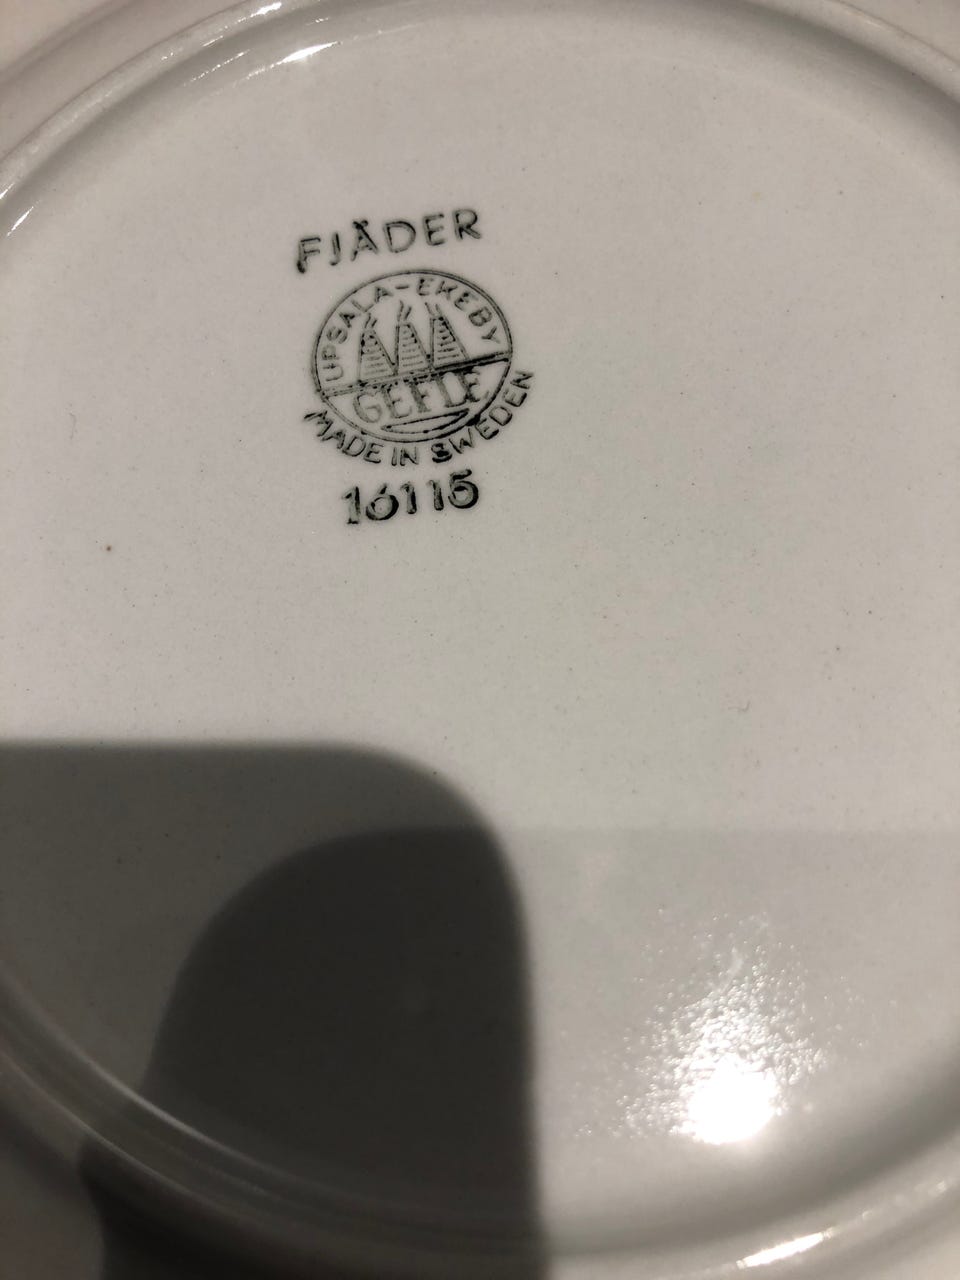 FJÄDER
UPSALA-EKEBY
GEFLE
MADE IN SWEDEN
16115